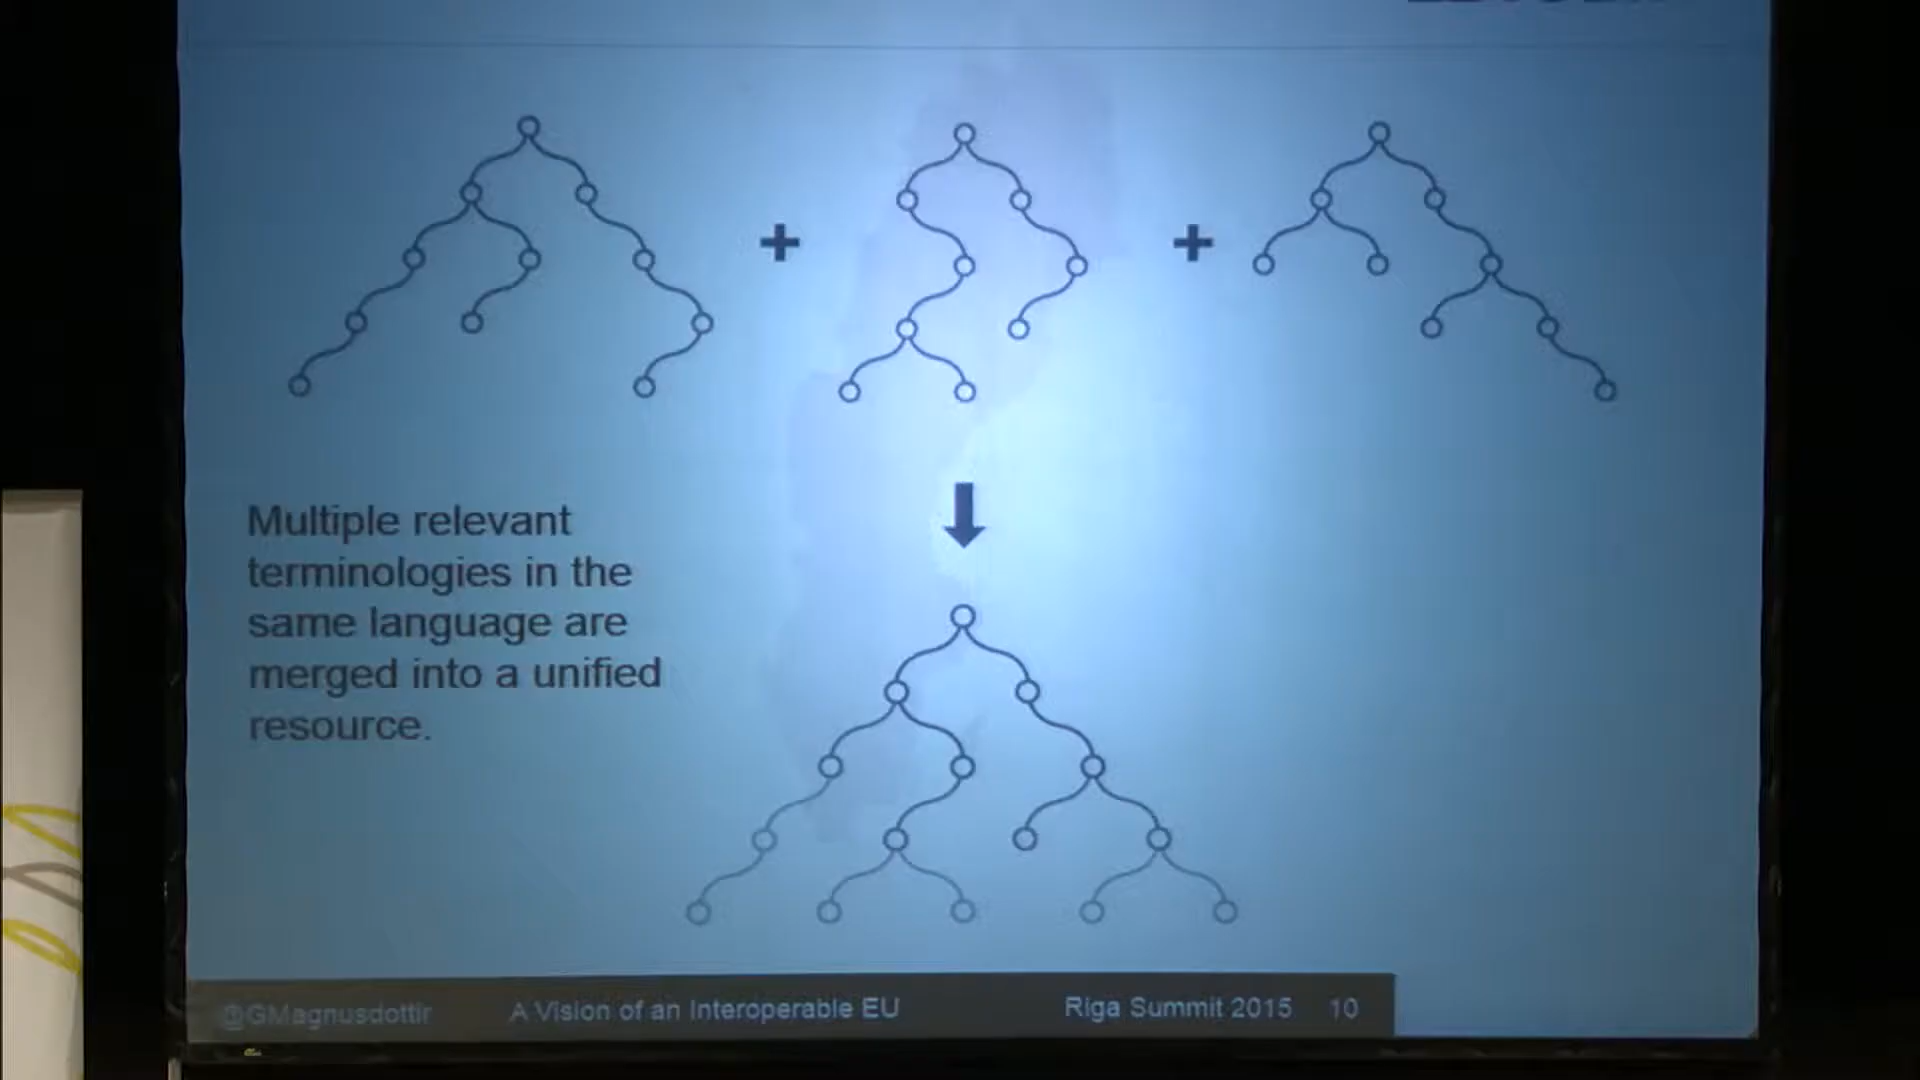 Multiple relevant
terminologies in the
same language are
merged into a unified
resource.
@GMagnusdottir A Vision of an Interoperable EU Riga Summit 2015 10